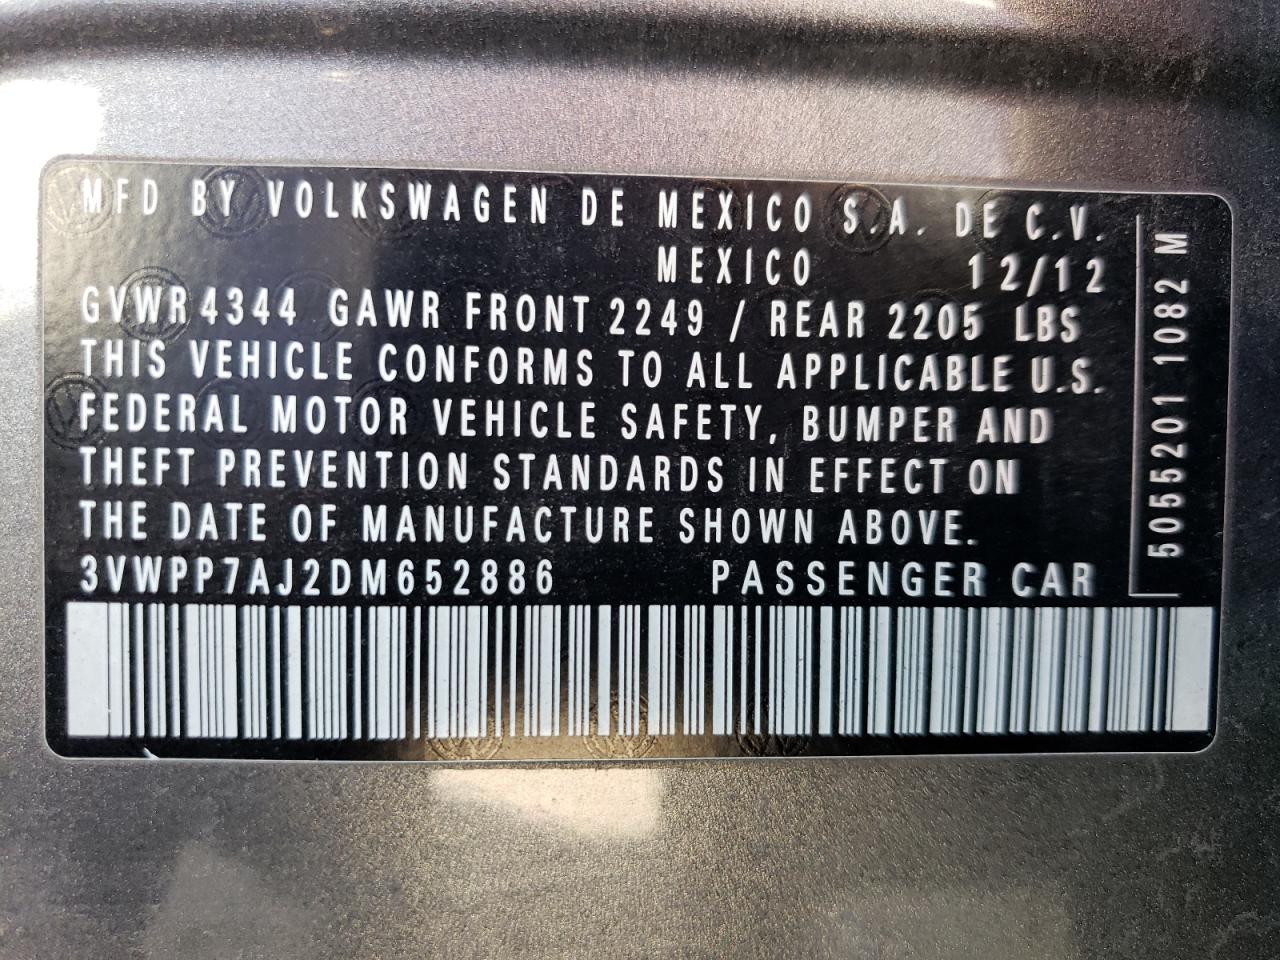 MFD BY VOLKSWAGEN DE MEXICO S.A. DE C.V.
MEXICO 12/12
GVWR 4344 GAWR FRONT 2249 / REAR 2205 LBS
THIS VEHICLE CONFORMS TO ALL APPLICABLE U.S.
FEDERAL MOTOR VEHICLE SAFETY, BUMPER AND
THEFT PREVENTION STANDARDS IN EFFECT ON
THE DATE OF MANUFACTURE SHOWN ABOVE.
3VWPP7AJ2DM652886 PASSENGER CAR
5055201 1082 M